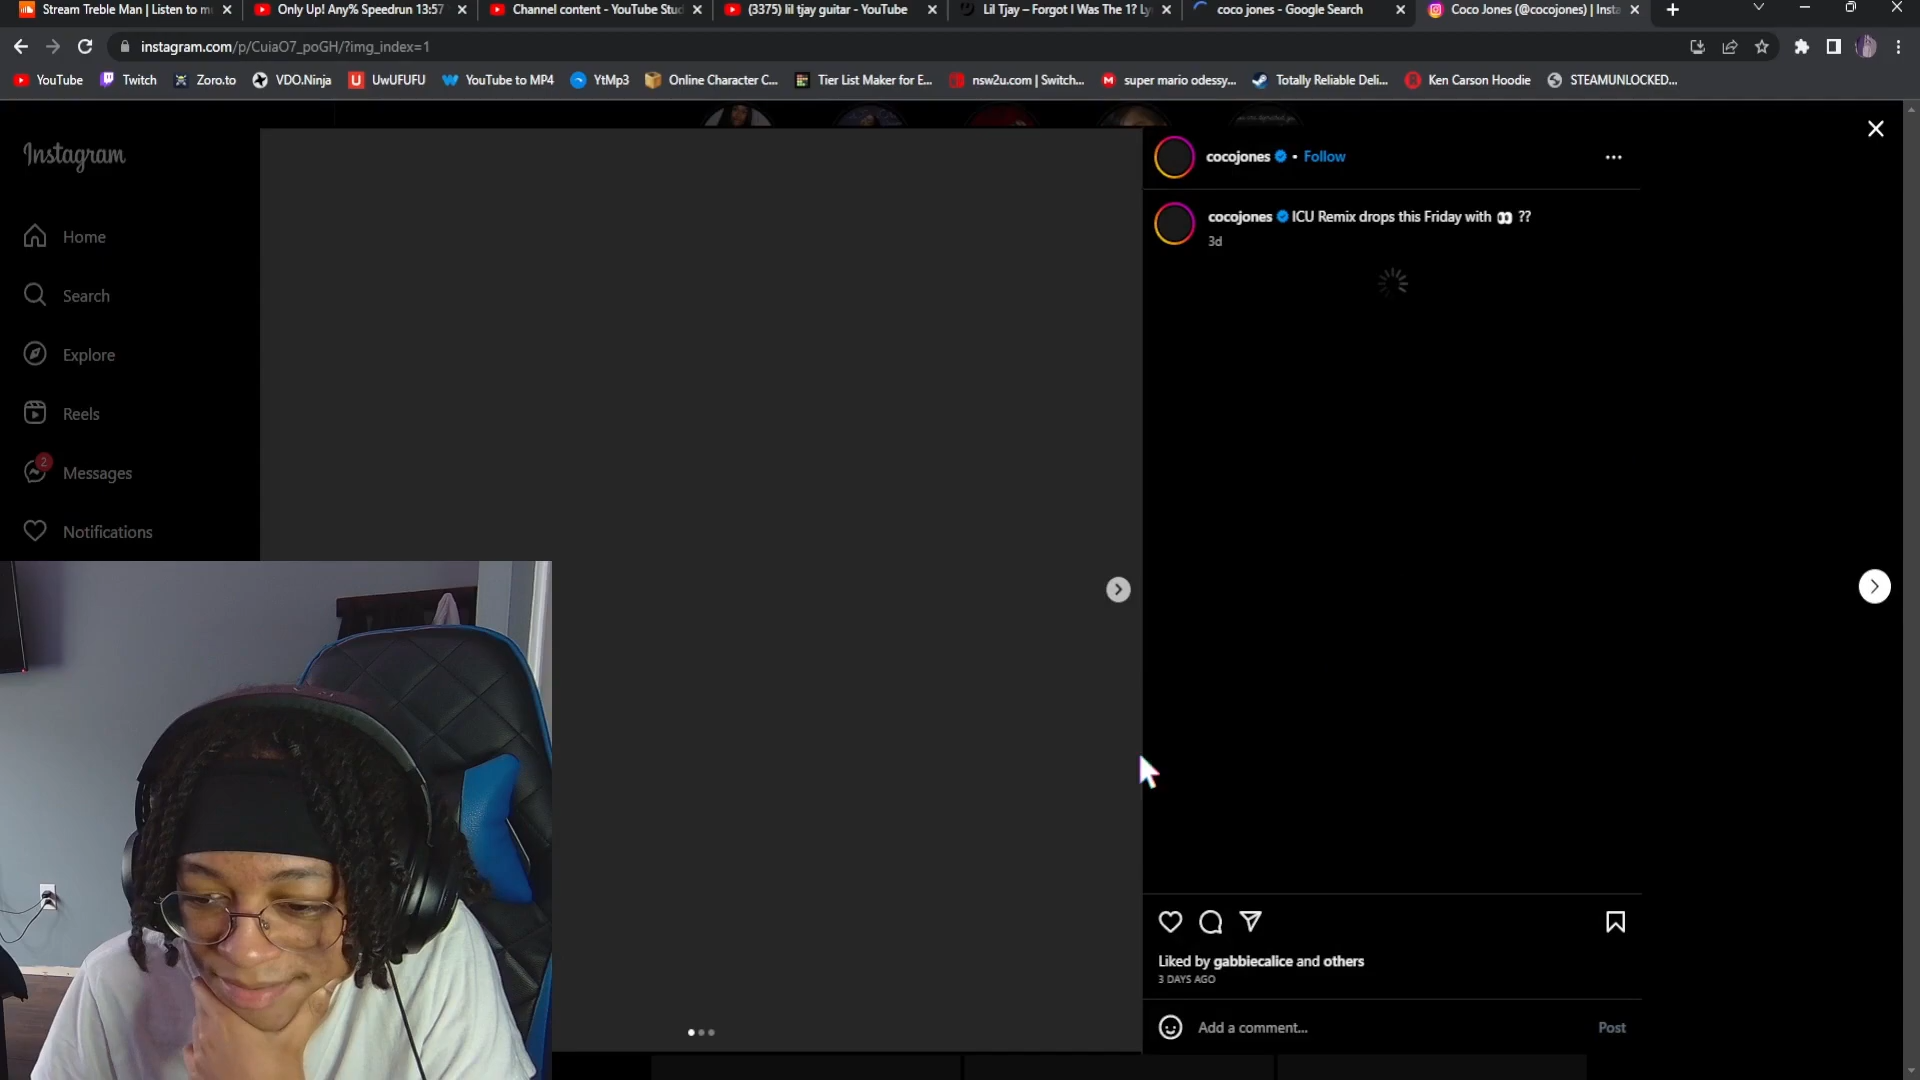 Stream Treble Man | Listen to m
Only Up! Any% Speedrun 13:57
Channel content - YouTube Stu
(3375) lil tjay guitar - YouTube
Lil Tjay – Forgot I Was The 1? Ly
coco jones - Google Search
Coco Jones (@cocojones) | Insta
instagram.com/p/CuiaO7_poGH/?img_index=1
YouTube
Twitch
Zoro.to
VDO.Ninja
UwUFUFU
YouTube to MP4
YtMp3
Online Character C...
Tier List Maker for E...
nsw2u.com | Switch...
super mario odessy...
Totally Reliable Deli...
Ken Carson Hoodie
STEAMUNLOCKED...
Instagram
Home
Search
Explore
Reels
2
Messages
Notifications
cocojones • Follow
cocojones ICU Remix drops this Friday with 👀 ??
3d
Liked by gabbiecalice and others
3 DAYS AGO
Add a comment...
Post